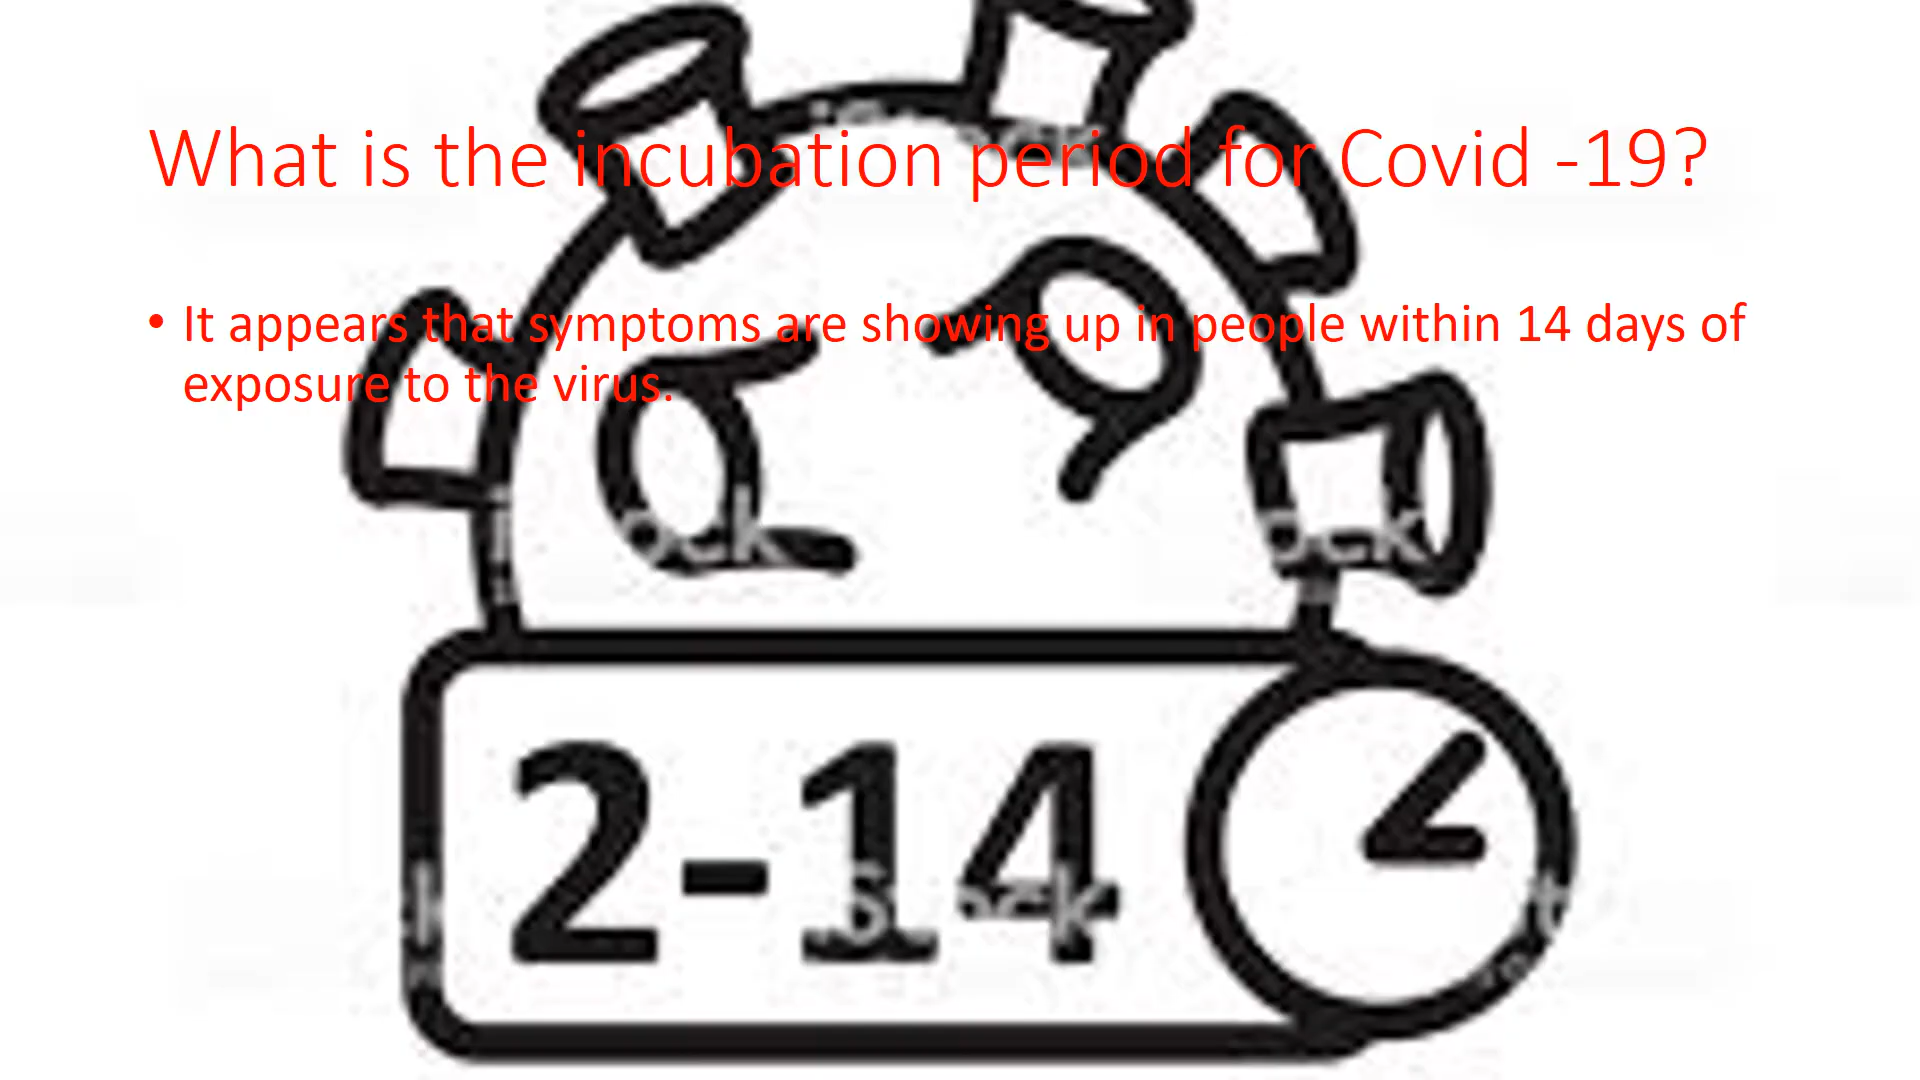 What is the incubation period for Covid -19?
• It appears that symptoms are showing up in people within 14 days of
exposure to the virus.
2-14